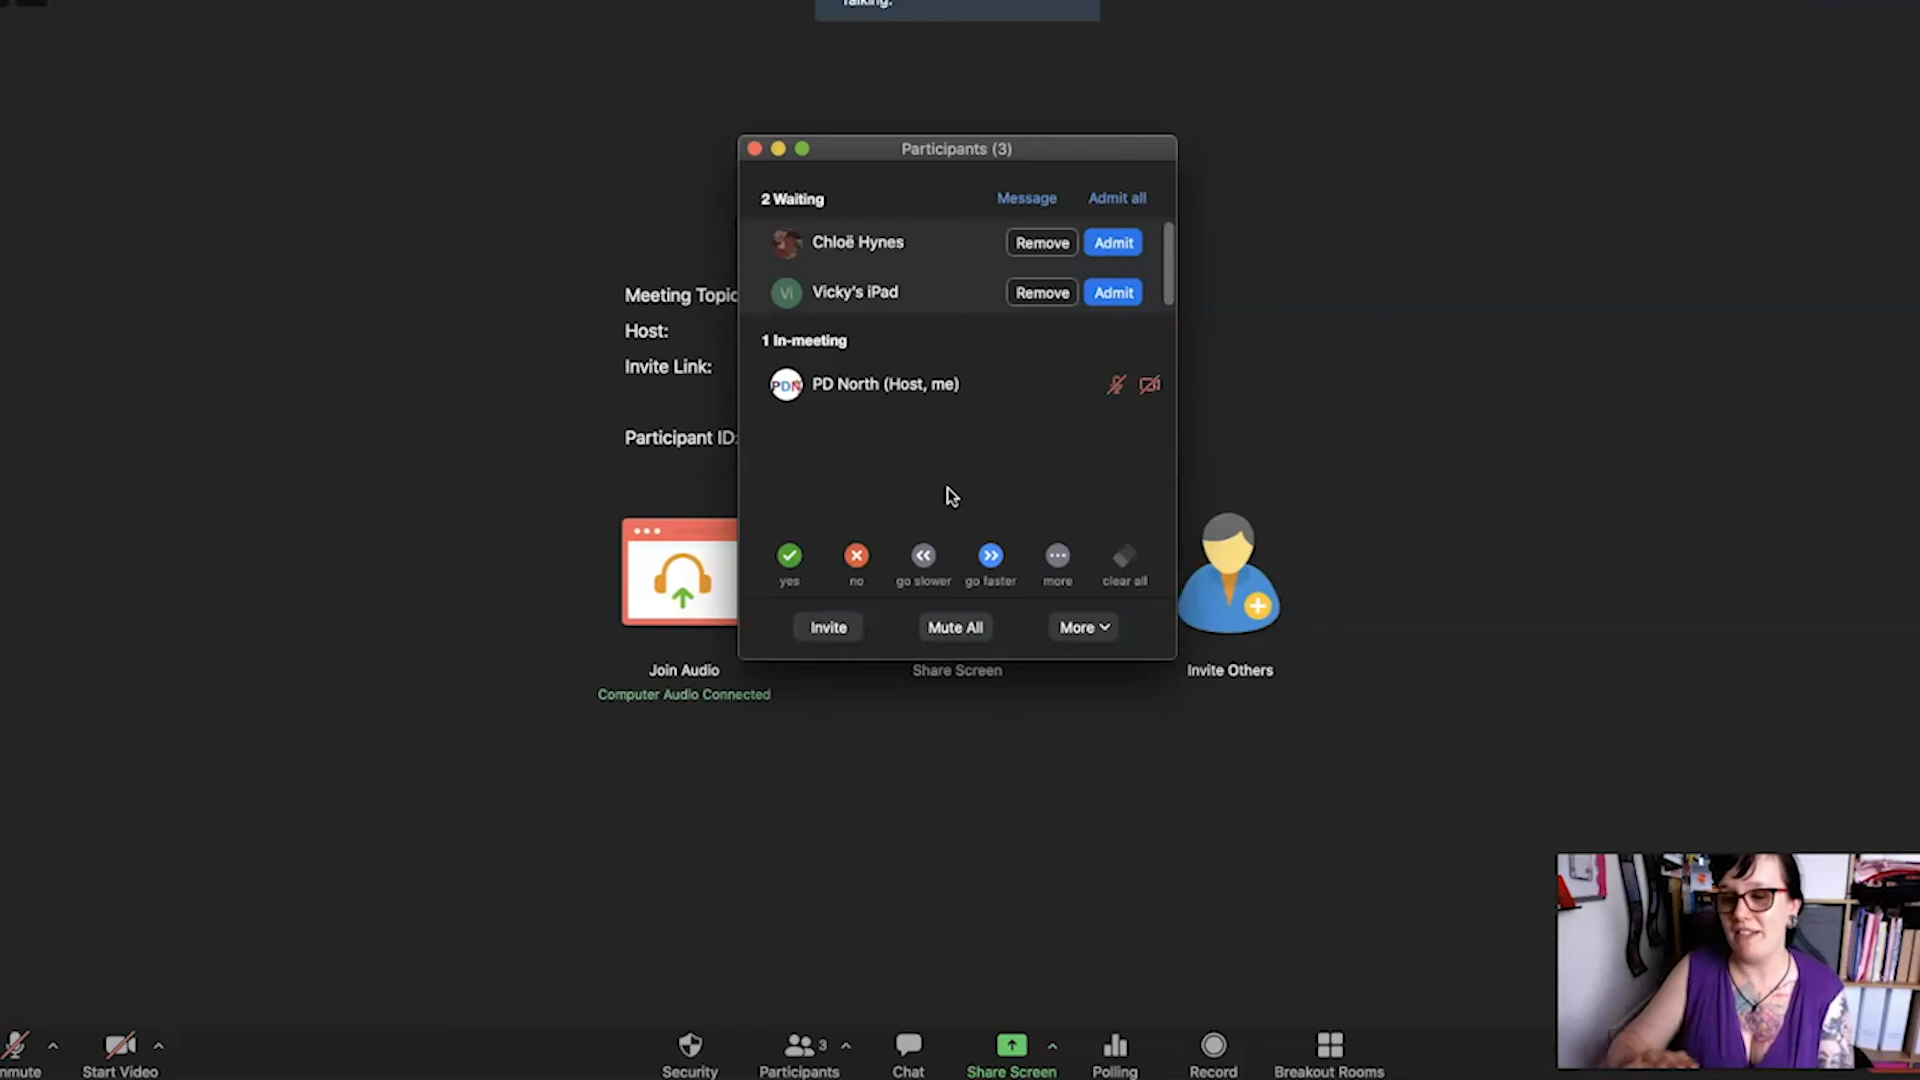 Talking:
Participants (3)
2 Waiting Message Admit all
Chloë Hynes Remove Admit
Vi Vicky's iPad Remove Admit
Meeting Topic
Host:
Invite Link:
Participant ID:
1 In-meeting
PDN PD North (Host, me)
yes no go slower go faster more clear all
Invite Mute All More
Join Audio Share Screen Invite Others
Computer Audio Connected
nmute Start Video Security Participants 3 Chat Share Screen Polling Record Breakout Rooms